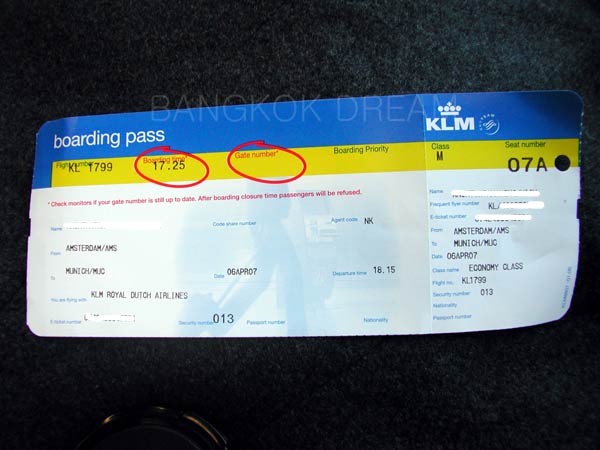 BANGKOK DREAM
boarding pass
Flight number Boarding time* Gate number* Boarding Priority
KL 1799 17.25
* Check monitors if your gate number is still up to date. After boarding closure time passengers will be refused.
Name Code share number Agent code NK
From
AMSTERDAM/AMS
To
MUNICH/MUC Date 06APR07 Departure time 18.15
You are flying with
KLM ROYAL DUTCH AIRLINES
E-ticket number Security number 013 Passport number Nationality
KLM
SKYTEAM
Class Seat number
M 07A
Name
Frequent flyer number KL
E-ticket number
From AMSTERDAM/AMS
To MUNICH/MUC
Date 06APR07
Class name ECONOMY CLASS
Flight no. KL1799
Security number 013
Nationality
Passport number